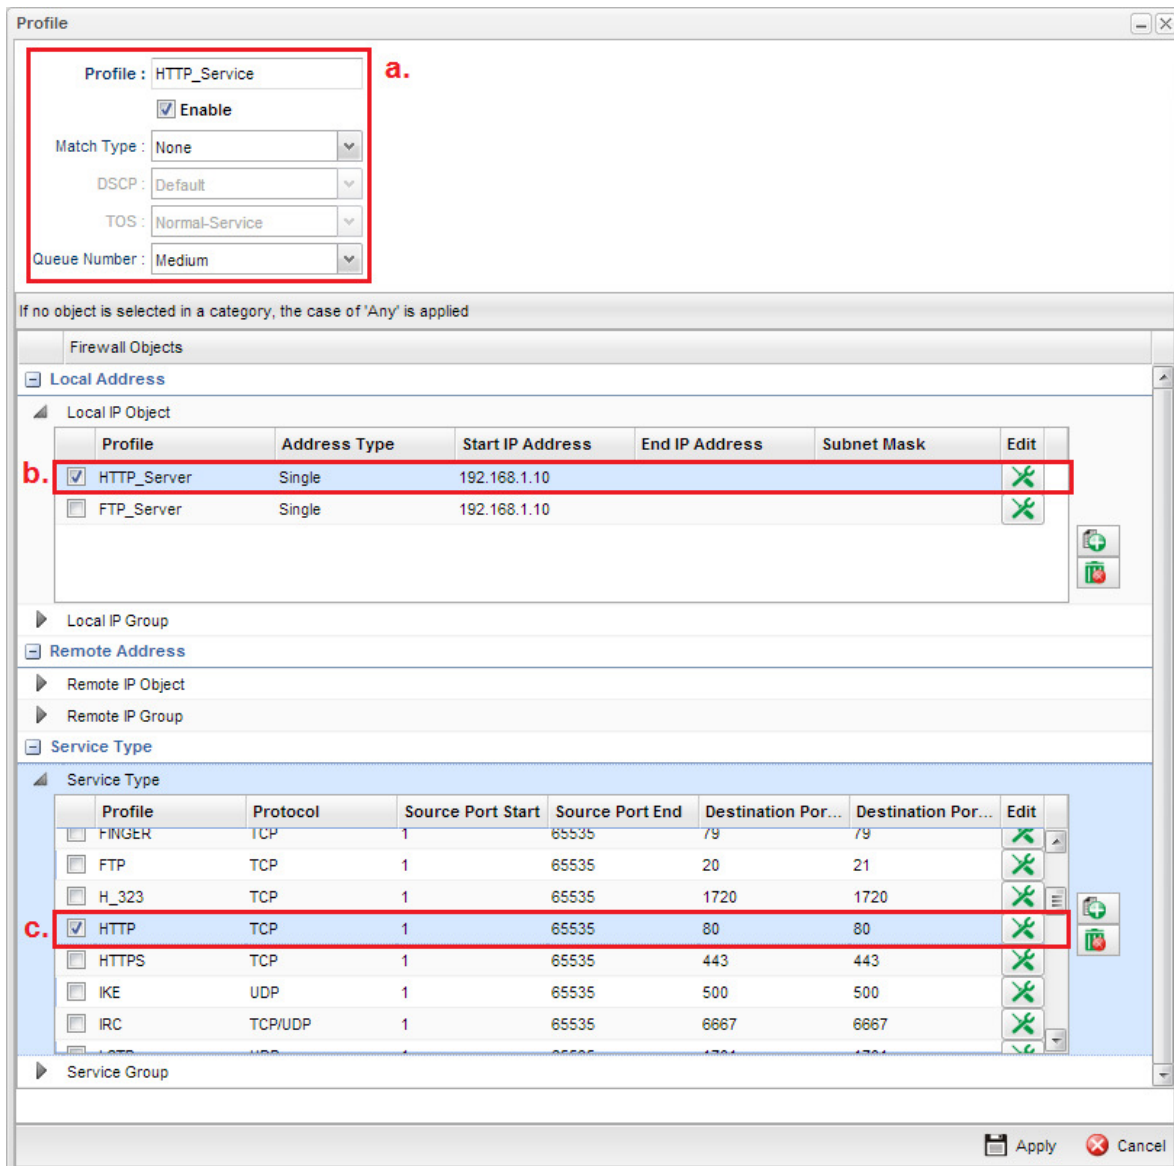 Profile
a.
Profile : HTTP_Service
Enable
Match Type : None
DSCP : Default
TOS : Normal-Service
Queue Number : Medium
If no object is selected in a category, the case of 'Any' is applied
Firewall Objects
Local Address
Local IP Object
Profile Address Type Start IP Address End IP Address Subnet Mask Edit
b. HTTP_Server Single 192.168.1.10
FTP_Server Single 192.168.1.10
Local IP Group
Remote Address
Remote IP Object
Remote IP Group
Service Type
Service Type
Profile Protocol Source Port Start Source Port End Destination Por... Destination Por... Edit
FINGER TCP 1 65535 79 79
FTP TCP 1 65535 20 21
H_323 TCP 1 65535 1720 1720
c. HTTP TCP 1 65535 80 80
HTTPS TCP 1 65535 443 443
IKE UDP 1 65535 500 500
IRC TCP/UDP 1 65535 6667 6667
Service Group
Apply Cancel